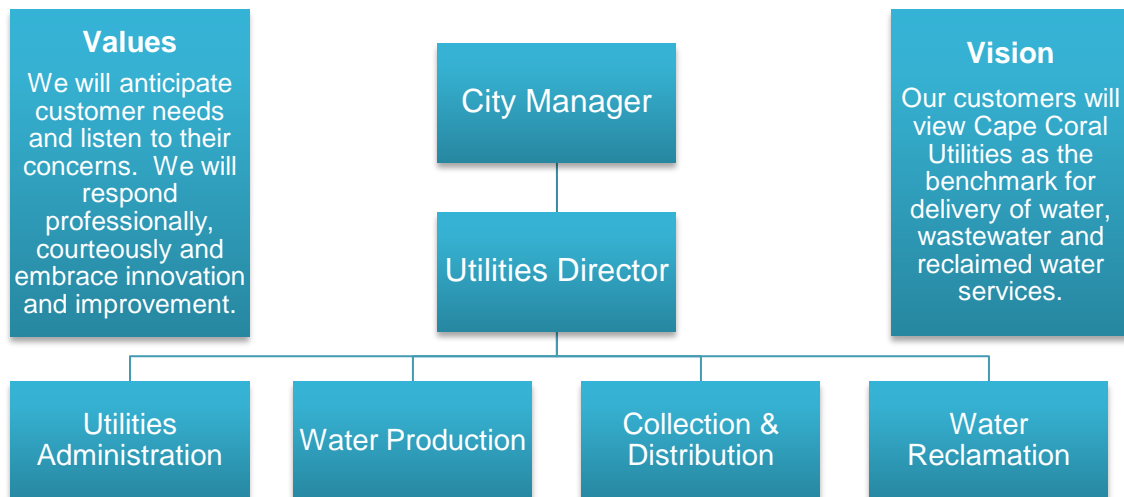 Values
We will anticipate
customer needs
and listen to their
concerns.  We will
respond
professionally,
courteously and
embrace innovation
and improvement.
City Manager
Vision
Our customers will
view Cape Coral
Utilities as the
benchmark for
delivery of water,
wastewater and
reclaimed water
services.
Utilities Director
Utilities
Administration
Water Production
Collection &
Distribution
Water
Reclamation